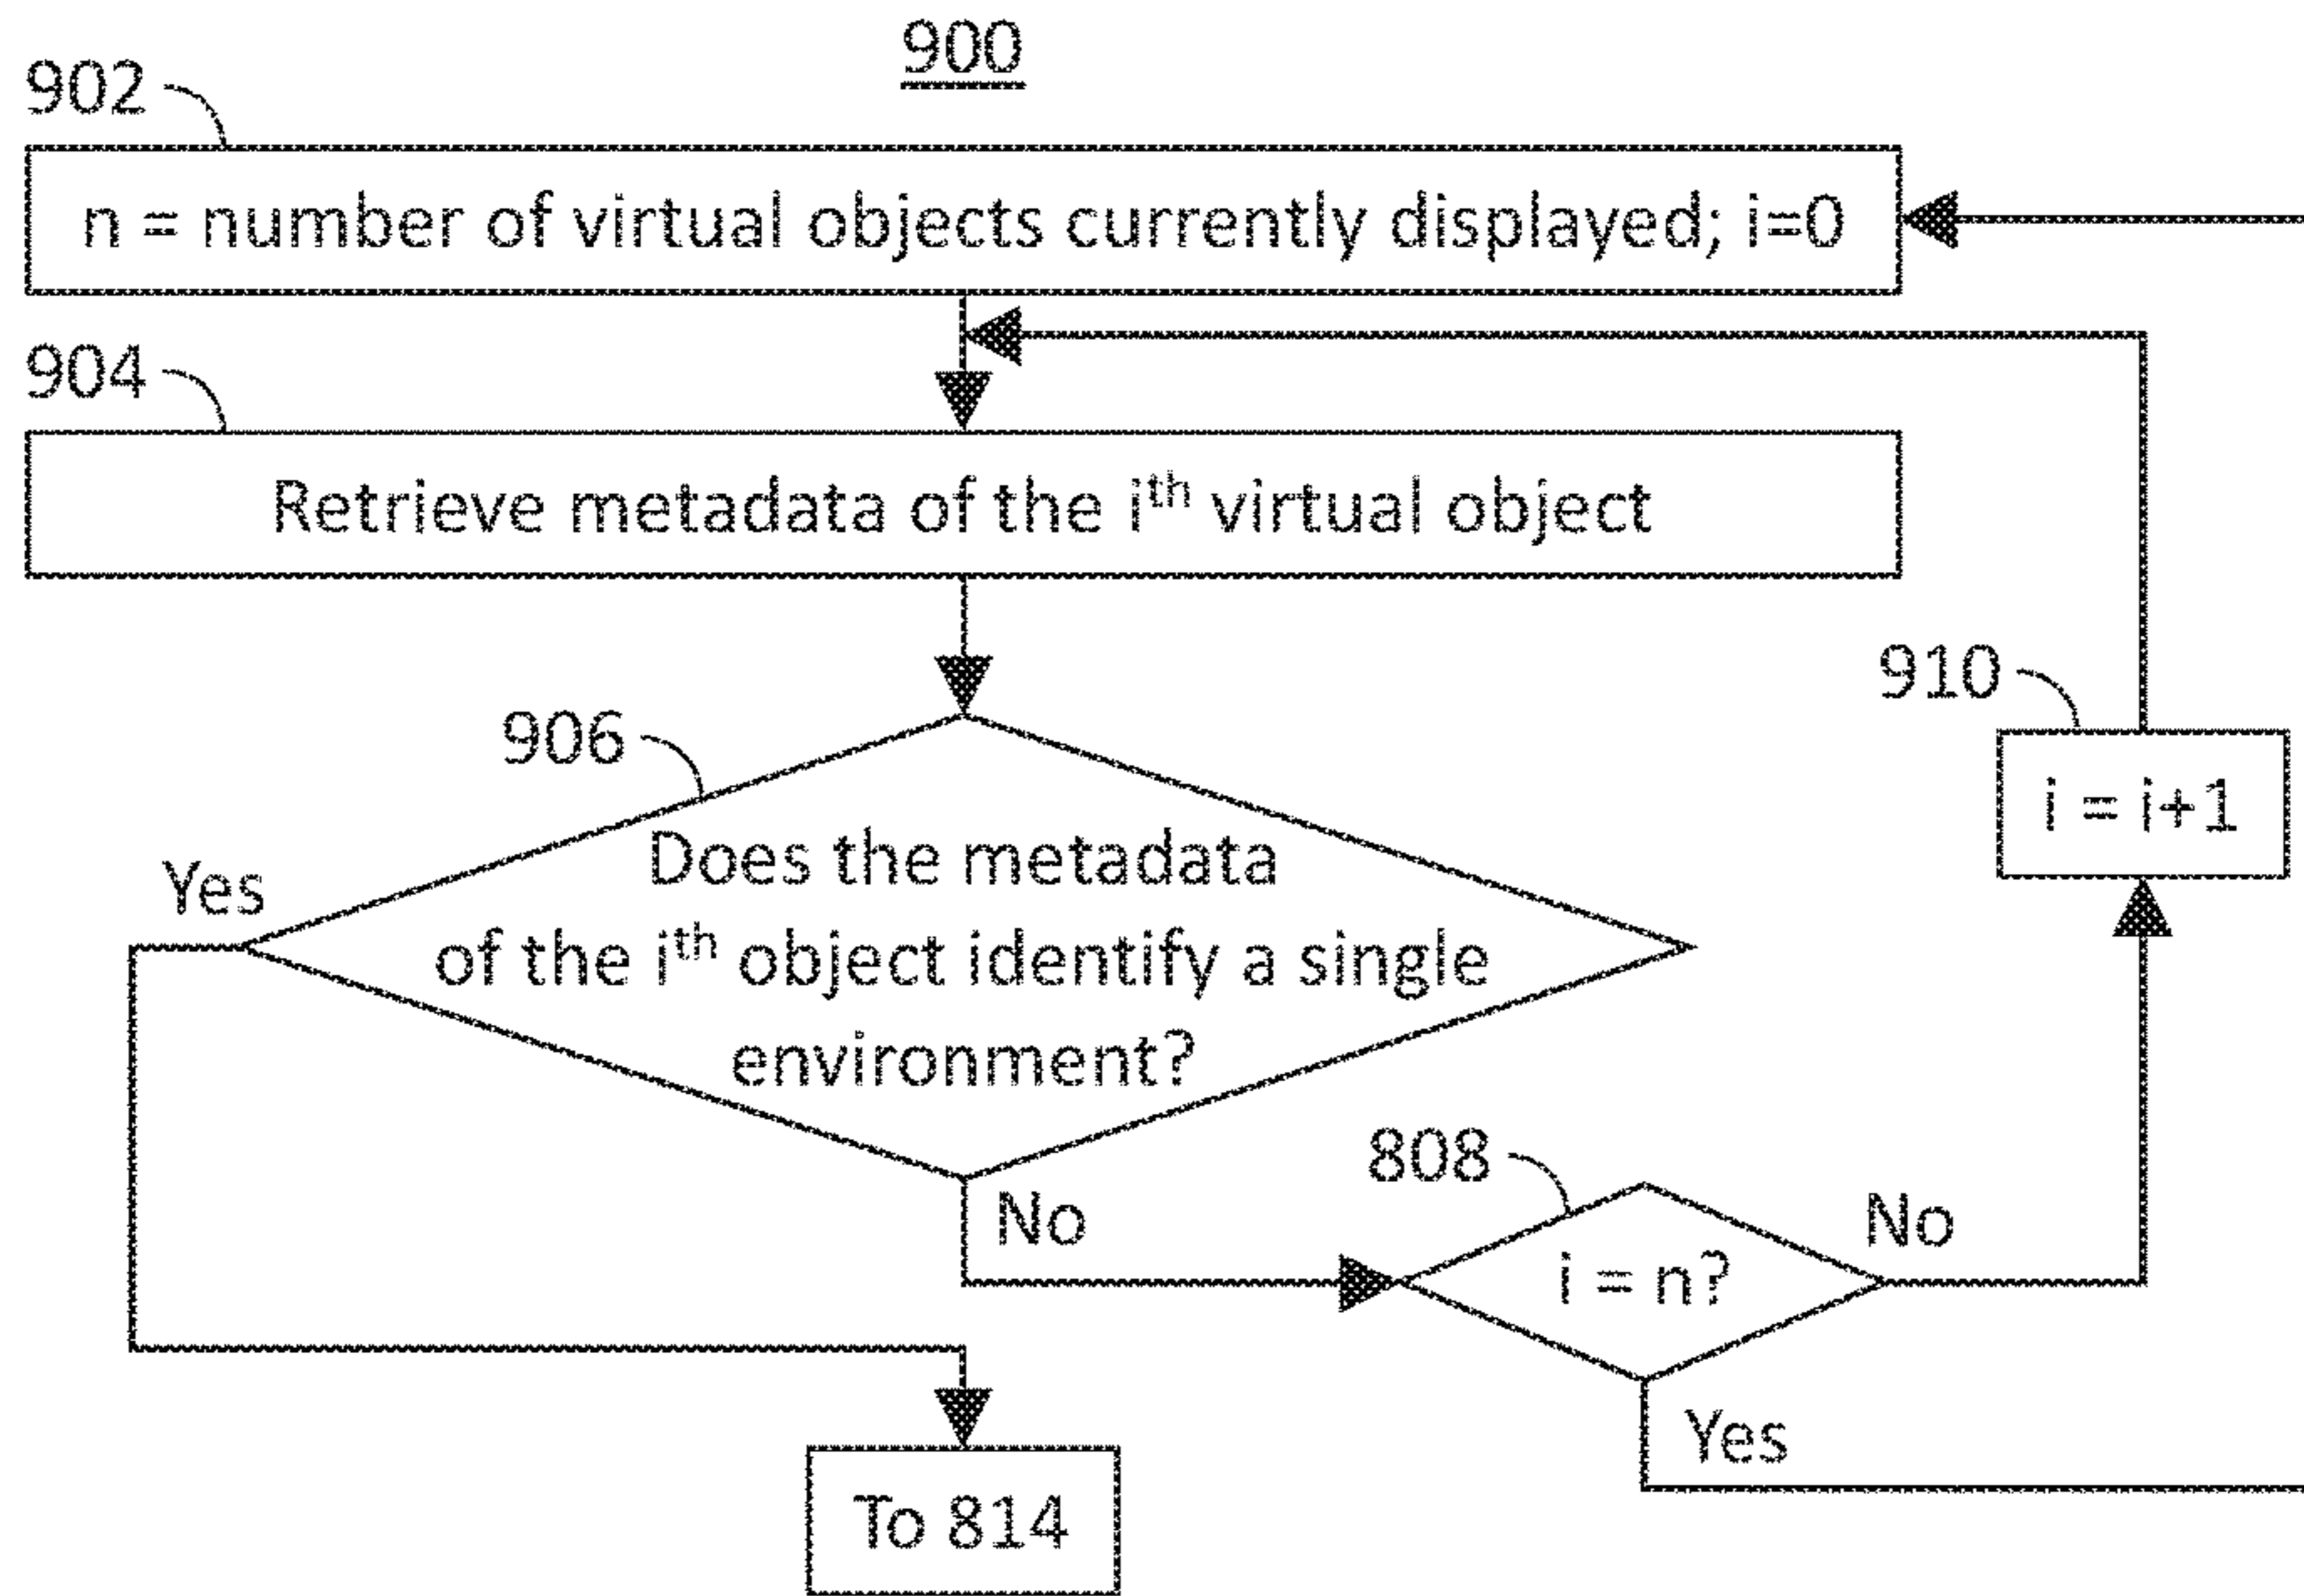 900
902
n = number of virtual objects currently displayed; i=0
904
Retrieve metadata of the iᵗʰ virtual object
910
906
i = i+1
Does the metadata
Yes
of the iᵗʰ object identify a single
environment?
808
No
No
i = n?
Yes
To 814